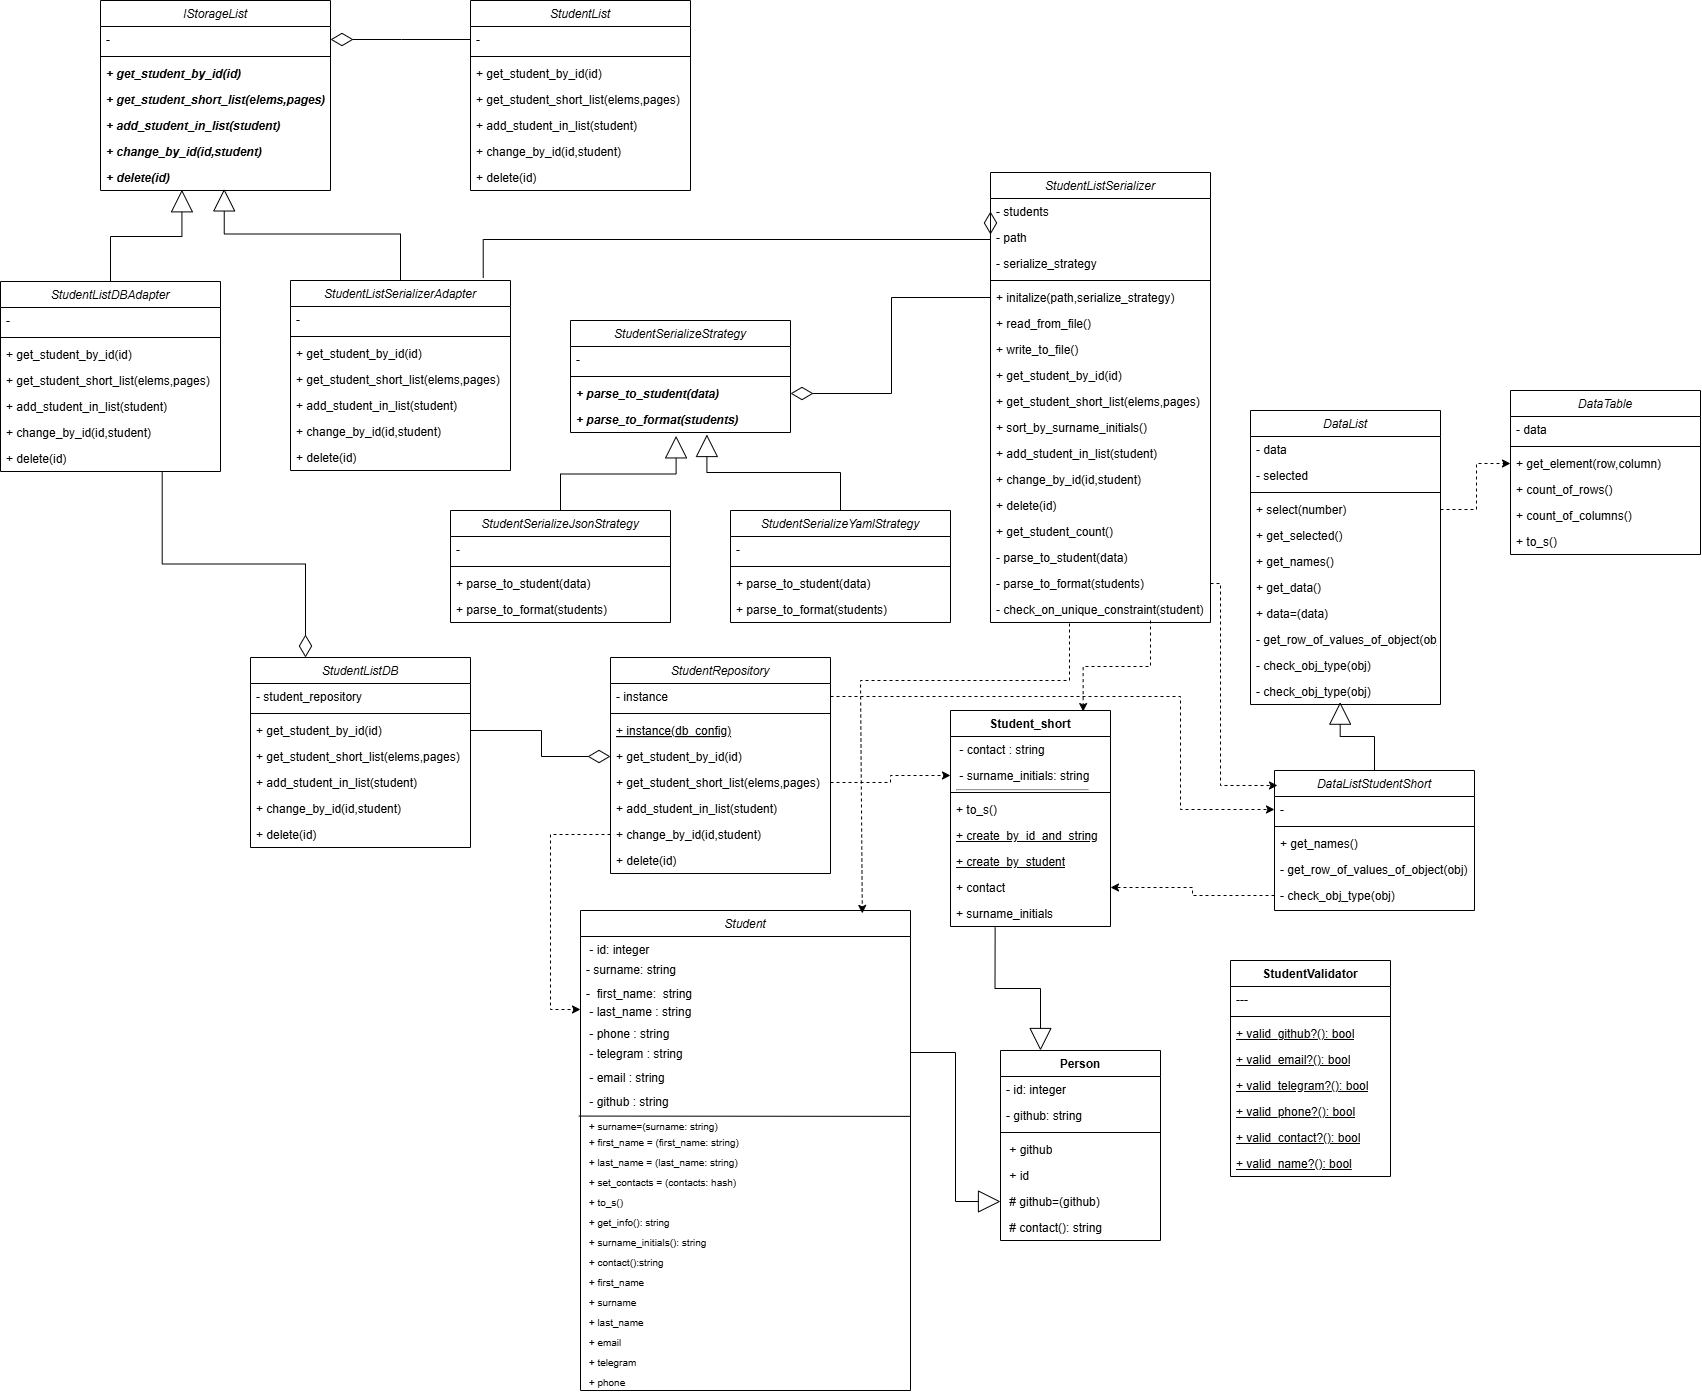 IStorageList
-
+ get_student_by_id(id)
+ get_student_short_list(elems,pages)
+ add_student_in_list(student)
+ change_by_id(id,student)
+ delete(id)
StudentList
-
+ get_student_by_id(id)
+ get_student_short_list(elems,pages)
+ add_student_in_list(student)
+ change_by_id(id,student)
+ delete(id)
StudentListSerializer
- students
- path
- serialize_strategy
+ initalize(path,serialize_strategy)
+ read_from_file()
+ write_to_file()
+ get_student_by_id(id)
+ get_student_short_list(elems,pages)
+ sort_by_surname_initials()
+ add_student_in_list(student)
+ change_by_id(id,student)
+ delete(id)
+ get_student_count()
- parse_to_student(data)
- parse_to_format(students)
- check_on_unique_constraint(student)
StudentListDBAdapter
-
+ get_student_by_id(id)
+ get_student_short_list(elems,pages)
+ add_student_in_list(student)
+ change_by_id(id,student)
+ delete(id)
StudentListSerializerAdapter
-
+ get_student_by_id(id)
+ get_student_short_list(elems,pages)
+ add_student_in_list(student)
+ change_by_id(id,student)
+ delete(id)
StudentSerializeStrategy
-
+ parse_to_student(data)
+ parse_to_format(students)
StudentSerializeJsonStrategy
-
+ parse_to_student(data)
+ parse_to_format(students)
StudentSerializeYamlStrategy
-
+ parse_to_student(data)
+ parse_to_format(students)
DataList
- data
- selected
+ select(number)
+ get_selected()
+ get_names()
+ get_data()
+ data=(data)
- get_row_of_values_of_object(ob
- check_obj_type(obj)
- check_obj_type(obj)
DataTable
- data
+ get_element(row,column)
+ count_of_rows()
+ count_of_columns()
+ to_s()
StudentListDB
- student_repository
+ get_student_by_id(id)
+ get_student_short_list(elems,pages)
+ add_student_in_list(student)
+ change_by_id(id,student)
+ delete(id)
StudentRepository
- instance
+ instance(db_config)
+ get_student_by_id(id)
+ get_student_short_list(elems,pages)
+ add_student_in_list(student)
+ change_by_id(id,student)
+ delete(id)
Student_short
- contact : string
- surname_initials: string
+ to_s()
+ create_by_id_and_string
+ create_by_student
+ contact
+ surname_initials
DataListStudentShort
-
+ get_names()
- get_row_of_values_of_object(obj)
- check_obj_type(obj)
Student
- id: integer
- surname: string
- first_name: string
- last_name : string
- phone : string
- telegram : string
- email : string
- github : string
+ surname=(surname: string)
+ first_name = (first_name: string)
+ last_name = (last_name: string)
+ set_contacts = (contacts: hash)
+ to_s()
+ get_info(): string
+ surname_initials(): string
+ contact():string
+ first_name
+ surname
+ last_name
+ email
+ telegram
+ phone
Person
- id: integer
- github: string
+ github
+ id
# github=(github)
# contact(): string
StudentValidator
---
+ valid_github?(): bool
+ valid_email?(): bool
+ valid_telegram?(): bool
+ valid_phone?(): bool
+ valid_contact?(): bool
+ valid_name?(): bool